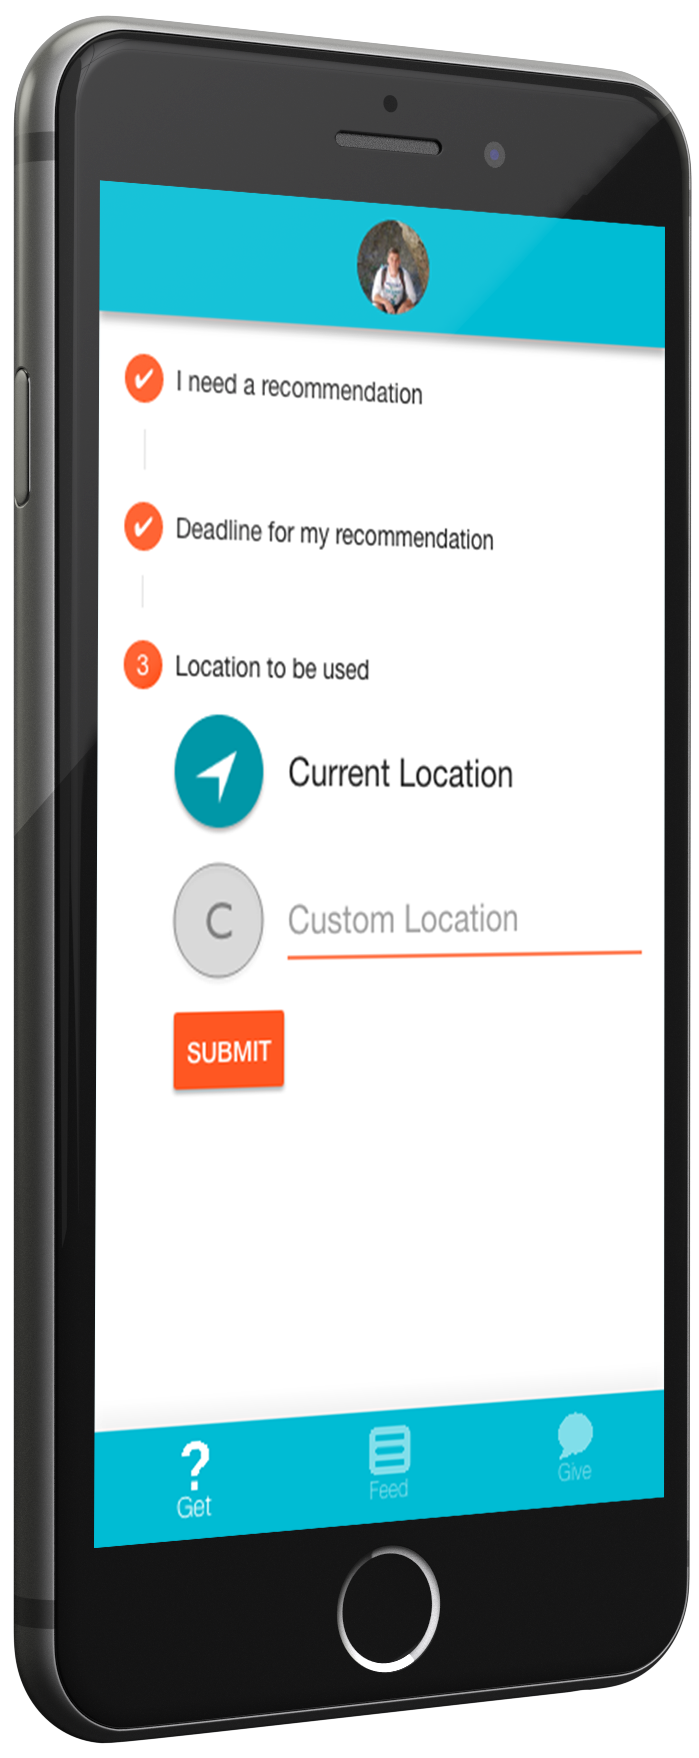 I need a recommendation
Deadline for my recommendation
3 Location to be used
Current Location
C Custom Location
SUBMIT
? Get
Feed
Give